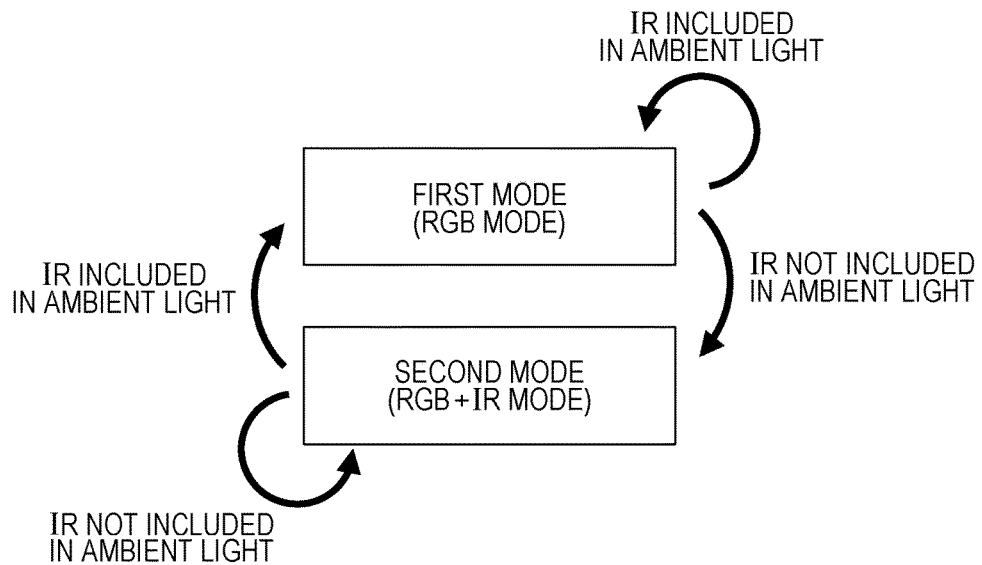 IR INCLUDED
IN AMBIENT LIGHT
FIRST MODE
(RGB MODE)
IR INCLUDED
IN AMBIENT LIGHT
IR NOT INCLUDED
IN AMBIENT LIGHT
SECOND MODE
(RGB+IR MODE)
IR NOT INCLUDED
IN AMBIENT LIGHT